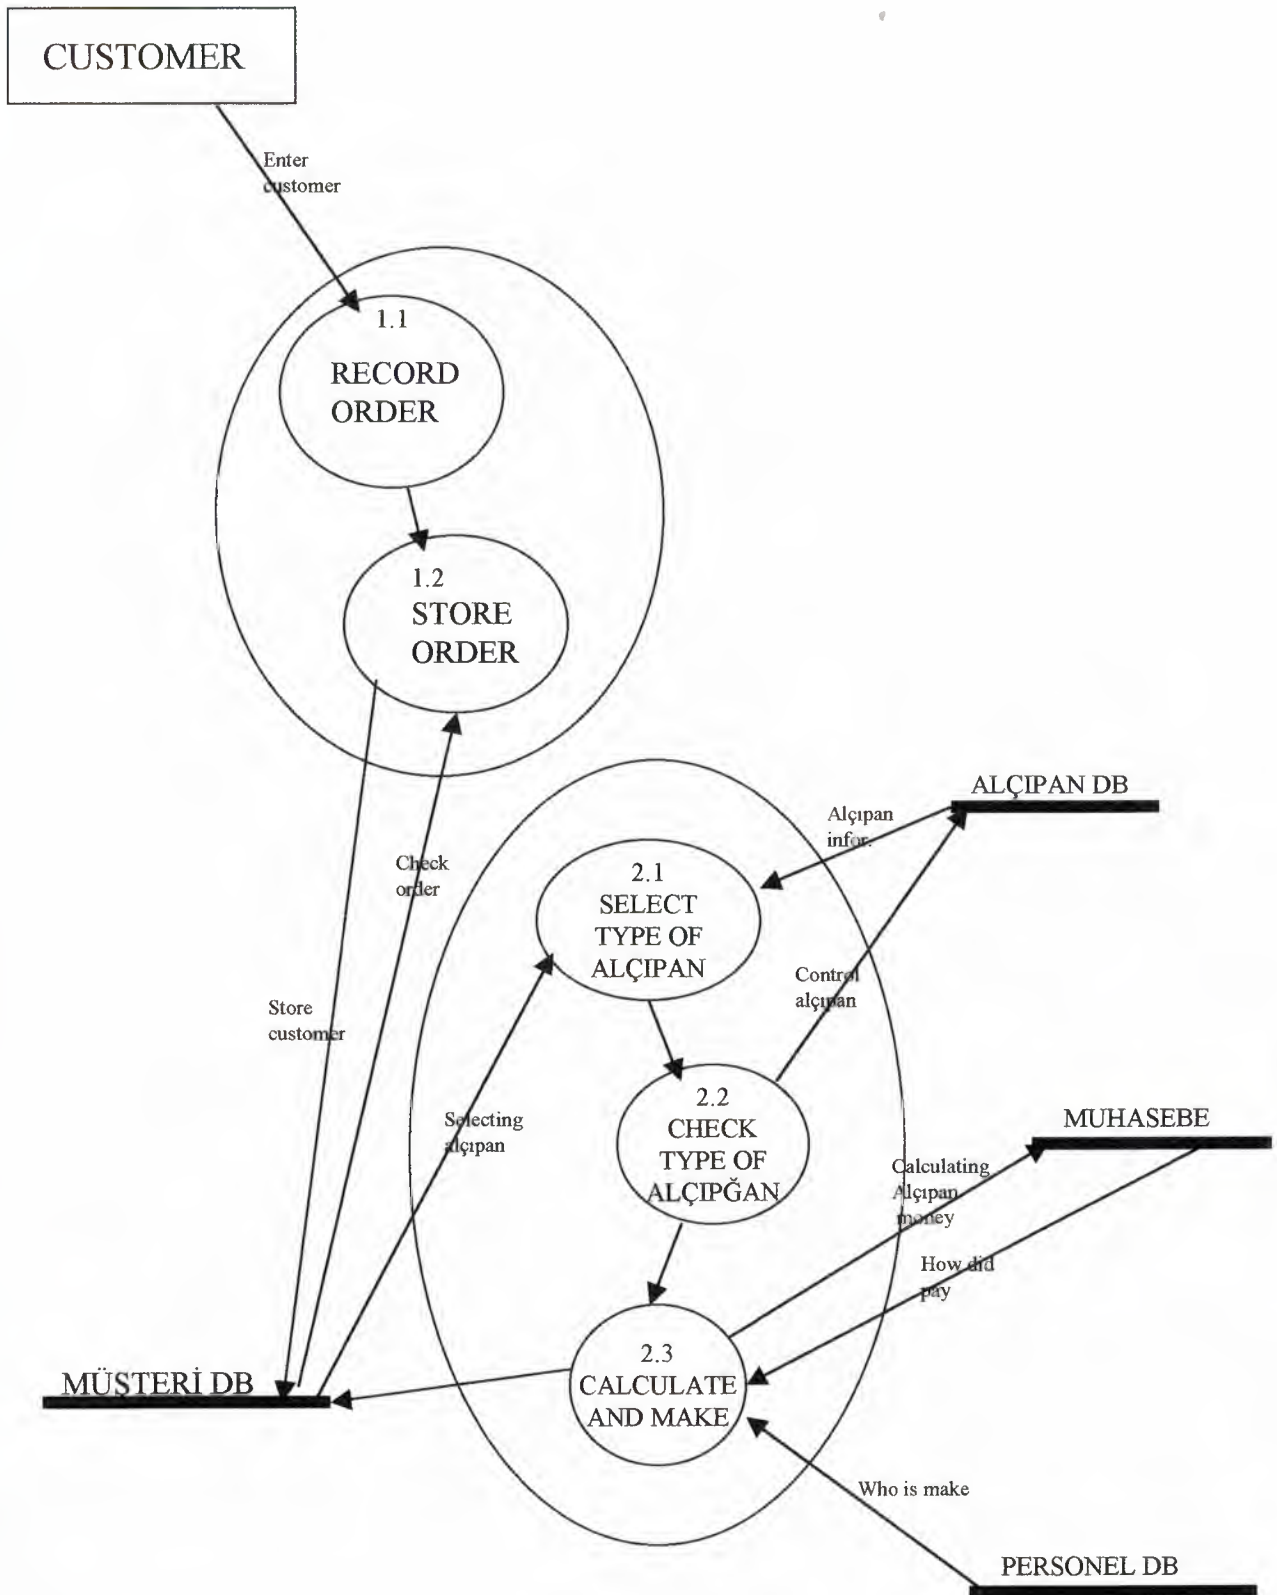 CUSTOMER
Enter
customer
1.1
RECORD
ORDER
1.2
STORE
ORDER
ALÇIPAN DB
Alçıpan
infor.
Check
order
2.1
SELECT
TYPE OF
ALÇIPAN
Control
alçıpan
Store
customer
2.2
CHECK
TYPE OF
ALÇIPĞAN
Selecting
alçıpan
MUHASEBE
Calculating
Alçıpan
money
How did
pay
2.3
CALCULATE
AND MAKE
MÜŞTERİ DB
Who is make
PERSONEL DB